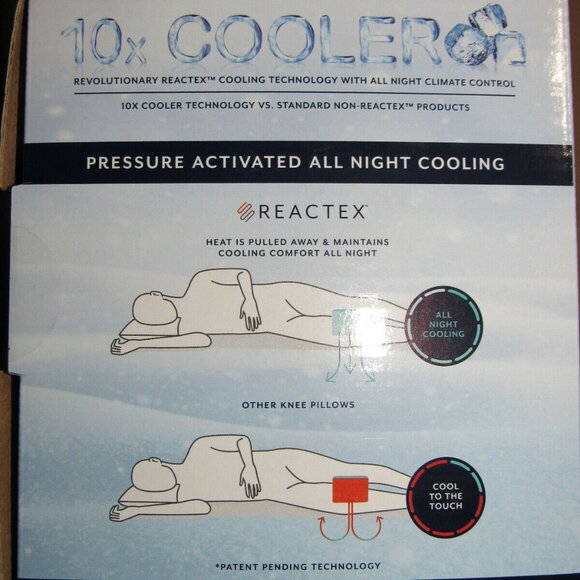 10x COOLER
REVOLUTIONARY REACTEX™ COOLING TECHNOLOGY WITH ALL NIGHT CLIMATE CONTROL
10X COOLER TECHNOLOGY VS. STANDARD NON-REACTEX™ PRODUCTS
PRESSURE ACTIVATED ALL NIGHT COOLING
REACTEX™
HEAT IS PULLED AWAY & MAINTAINS
COOLING COMFORT ALL NIGHT
ALL
NIGHT
COOLING
OTHER KNEE PILLOWS
COOL
TO THE
TOUCH
*PATENT PENDING TECHNOLOGY